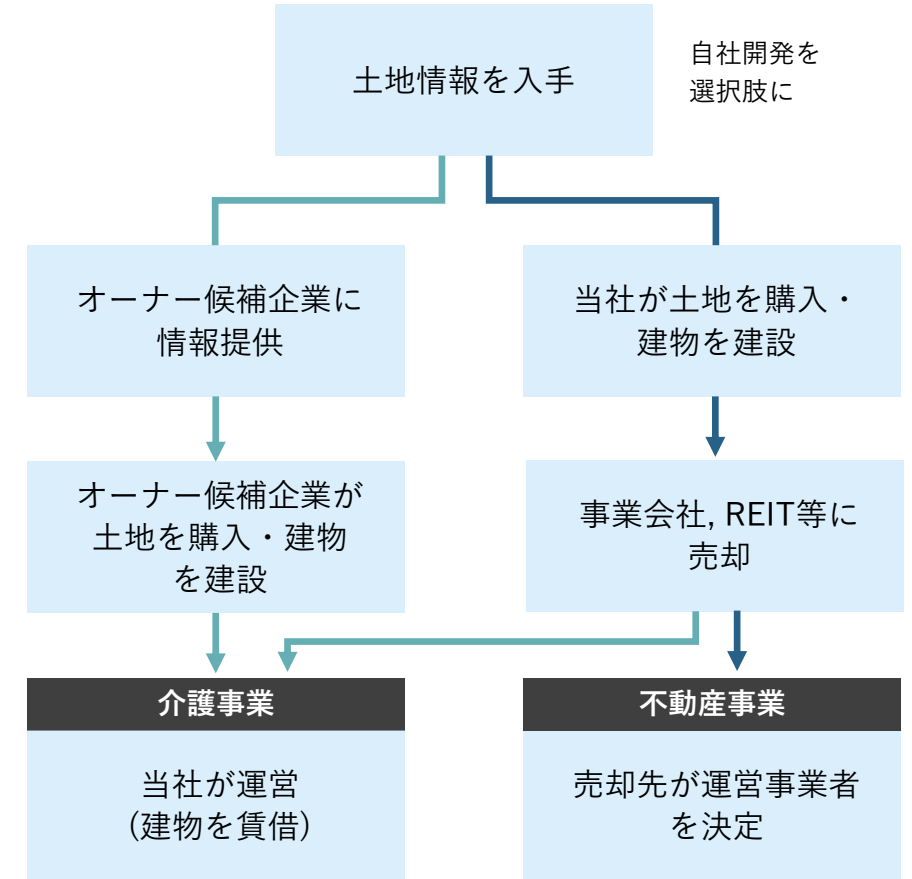 土地情報を入手
自社開発を
選択肢に
オーナー候補企業に
情報提供
当社が土地を購入・
建物を建設
オーナー候補企業が
土地を購入・建物
を建設
事業会社, REIT等に
売却
介護事業
不動産事業
当社が運営
(建物を賃借)
売却先が運営事業者
を決定